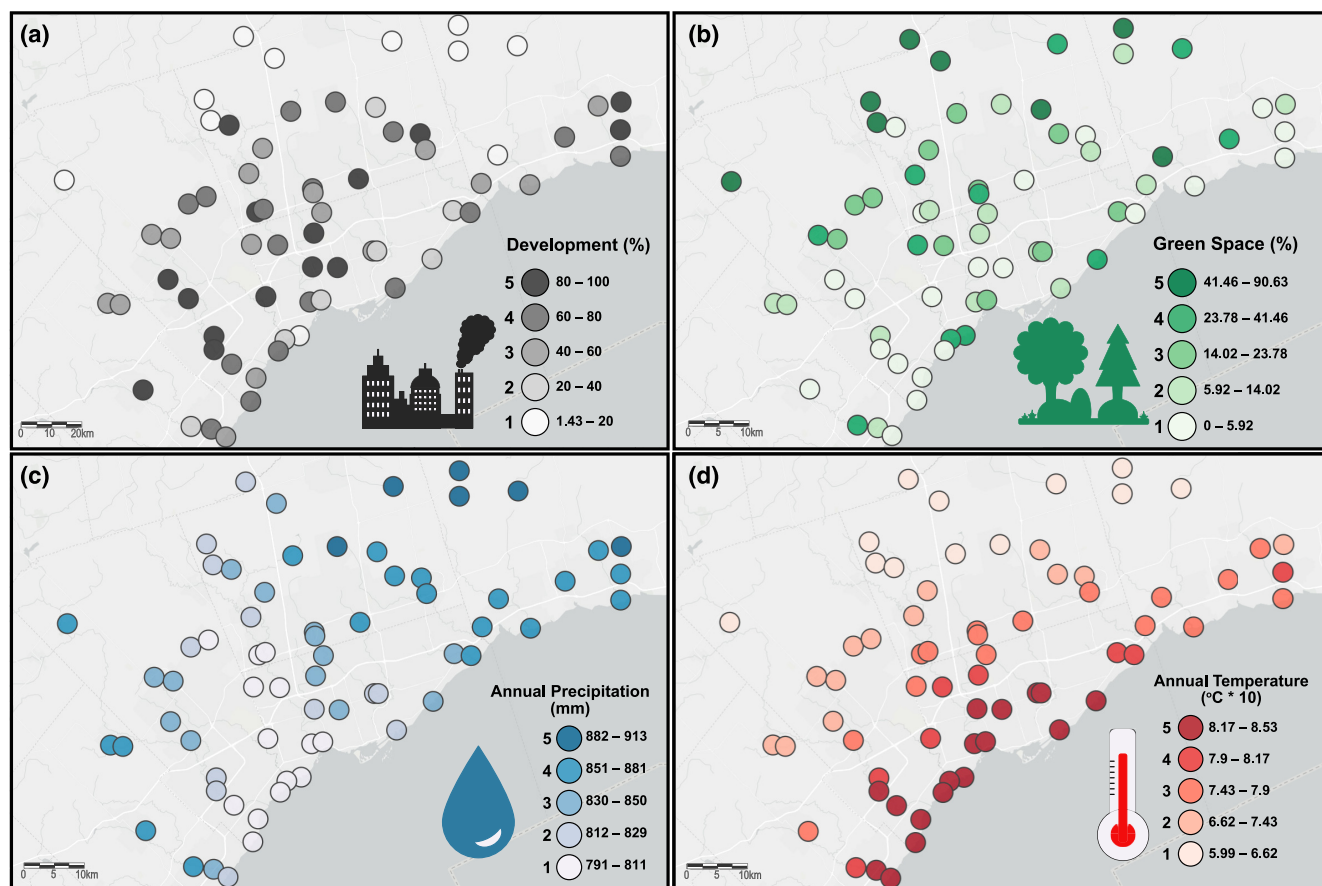 (a)
Development (%)
5 80 – 100
4 60 – 80
3 40 – 60
2 20 – 40
1 1.43 – 20
0 10 20km
(b)
Green Space (%)
5 41.46 – 90.63
4 23.78 – 41.46
3 14.02 – 23.78
2 5.92 – 14.02
1 0 – 5.92
0 5 10km
(c)
Annual Precipitation
(mm)
5 882 – 913
4 851 – 881
3 830 – 850
2 812 – 829
1 791 – 811
0 5 10km
(d)
Annual Temperature
(°C * 10)
5 8.17 – 8.53
4 7.9 – 8.17
3 7.43 – 7.9
2 6.62 – 7.43
1 5.99 – 6.62
0 5 10km